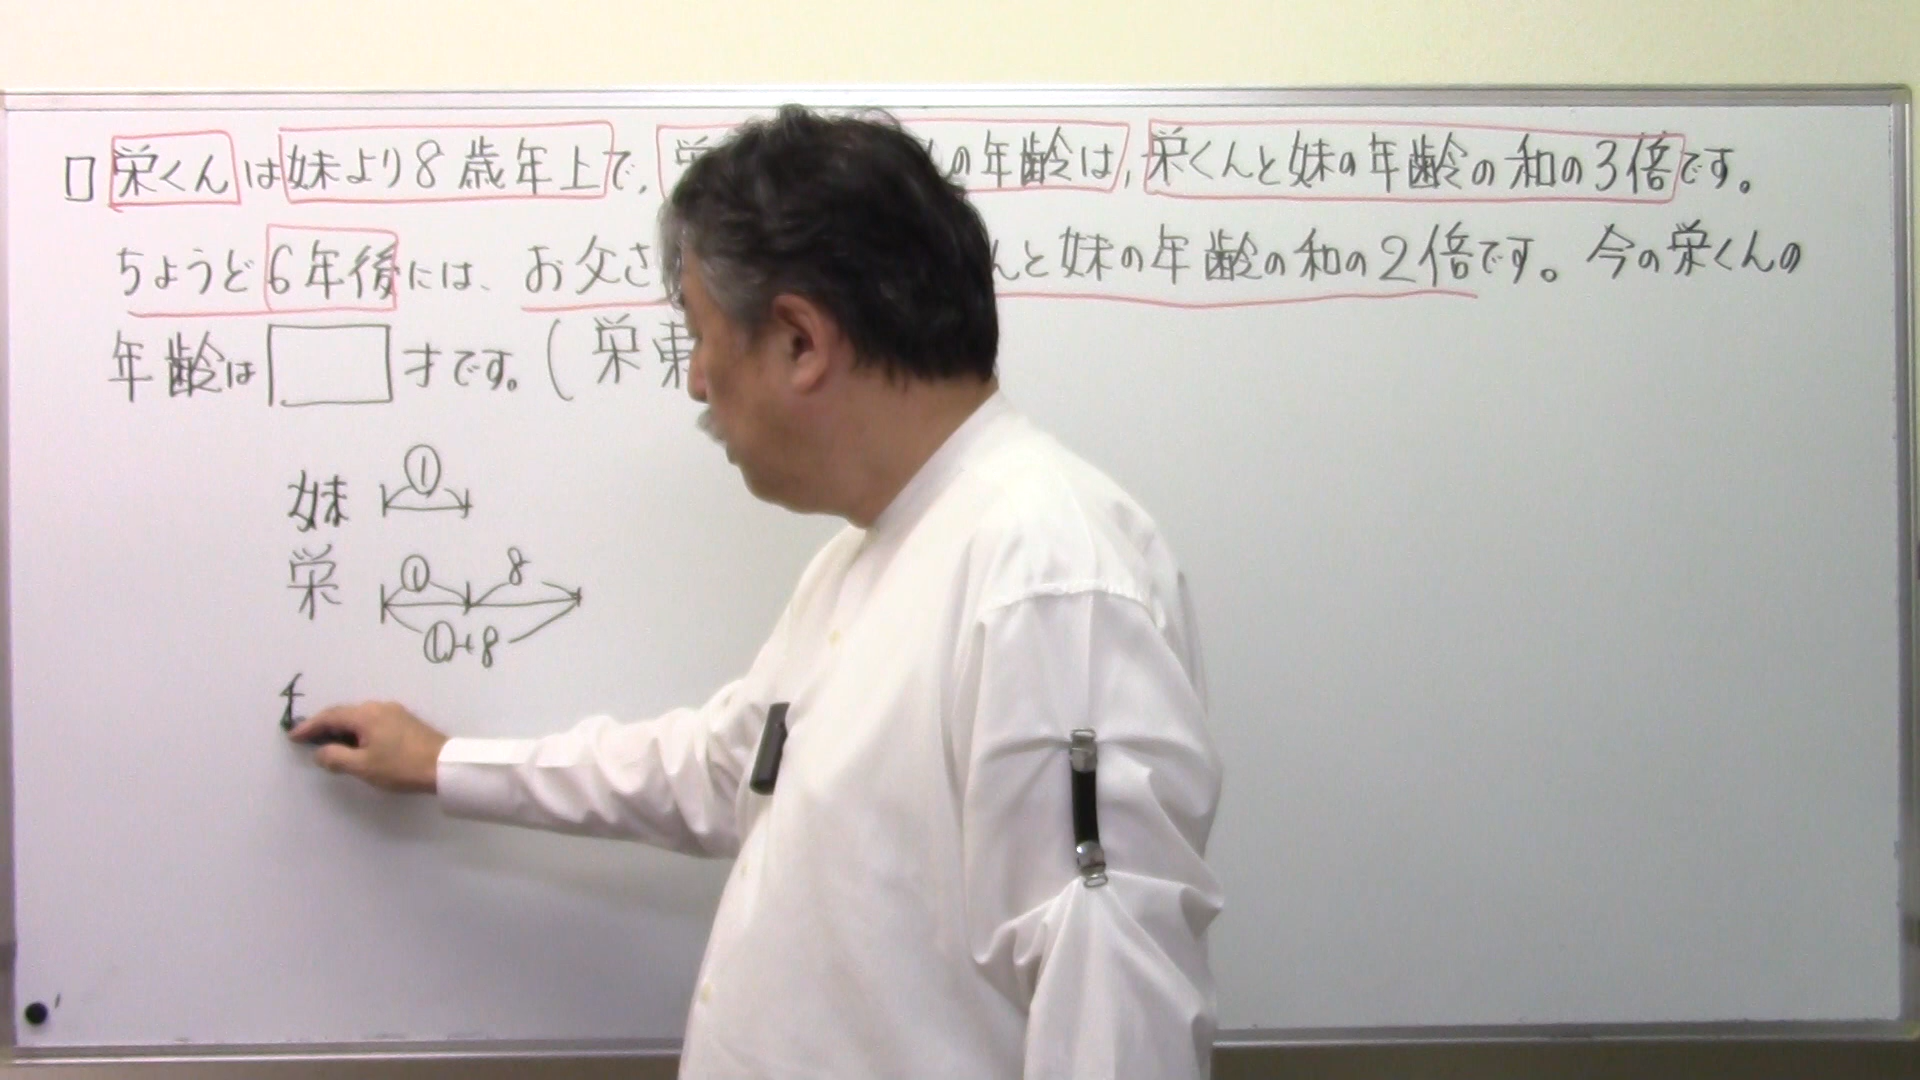 栄くんは妹より8歳年上で、の年齢は、栄くんと妹の年齢の和の3倍です。
ちょうど6年後には、お父さんと妹の年齢の和の2倍です。今の栄くんの
年齢は□才です。(栄東
妹 ①
栄 ① 8
①+8